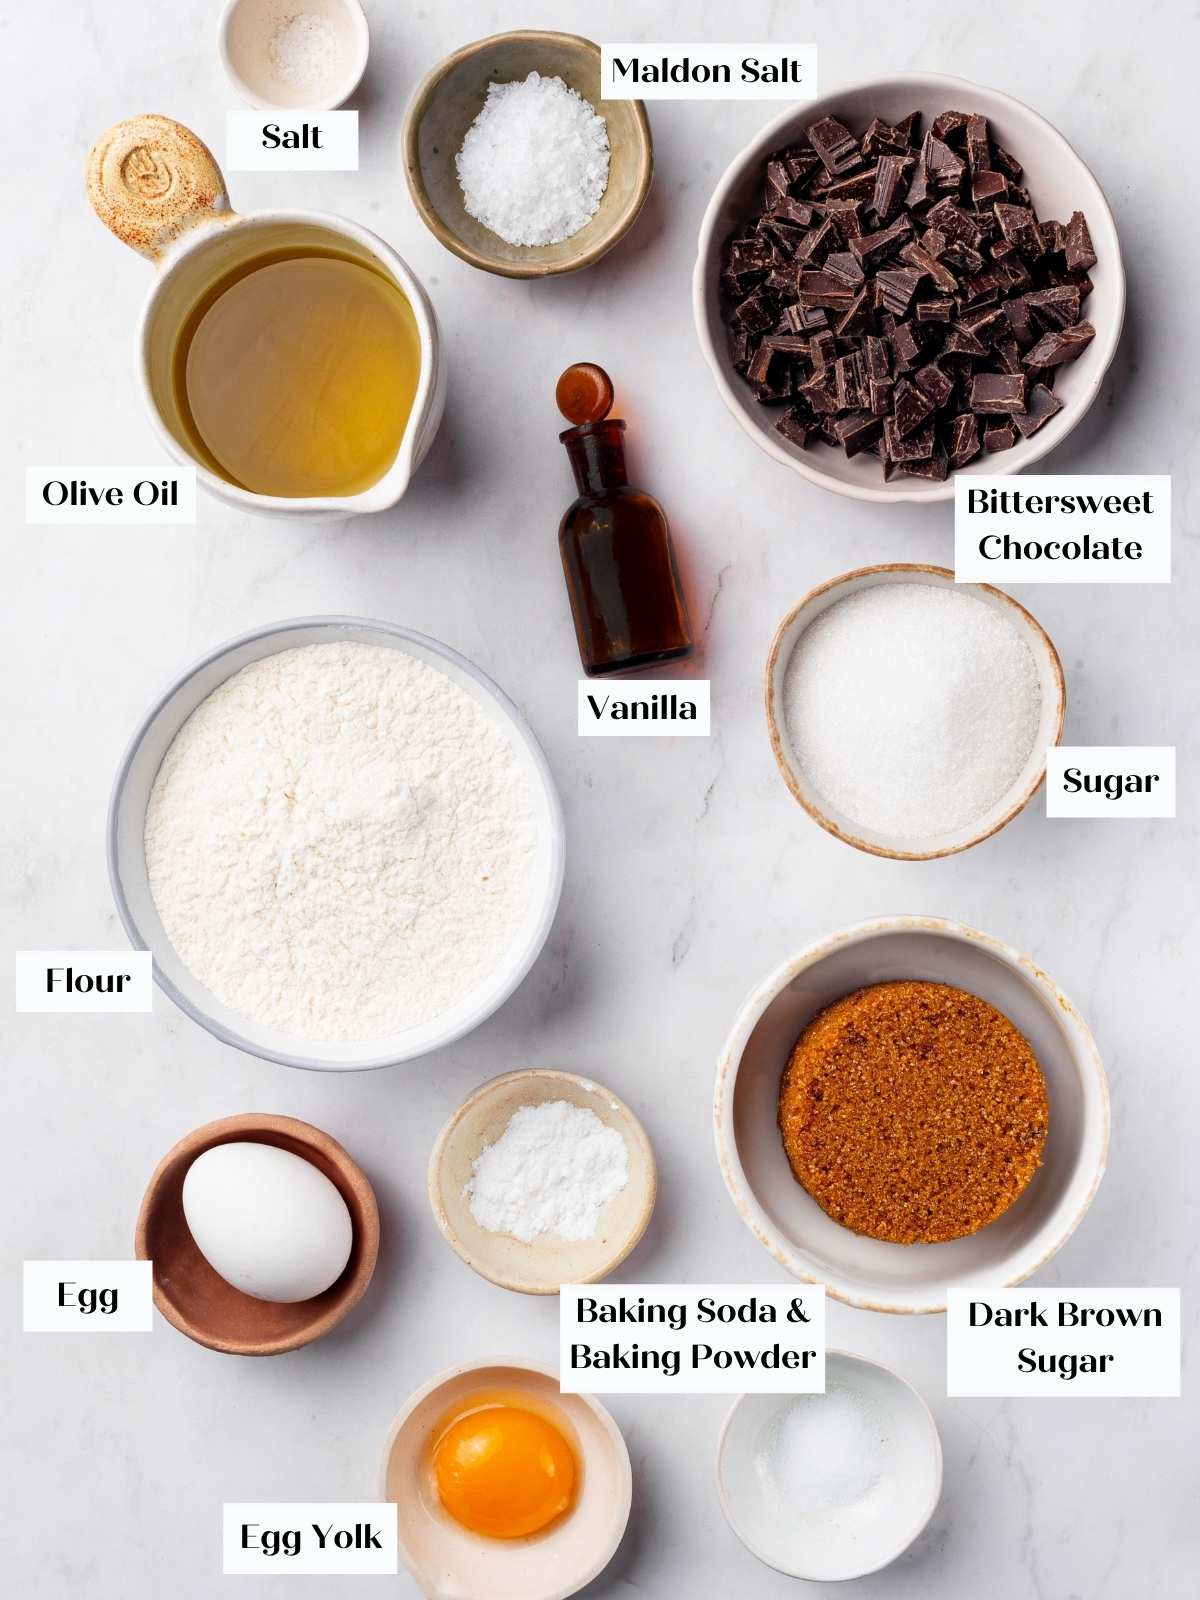 Maldon Salt
Salt
Olive Oil
Bittersweet
Chocolate
Vanilla
Sugar
Flour
Egg
Baking Soda &
Baking Powder
Dark Brown
Sugar
Egg Yolk